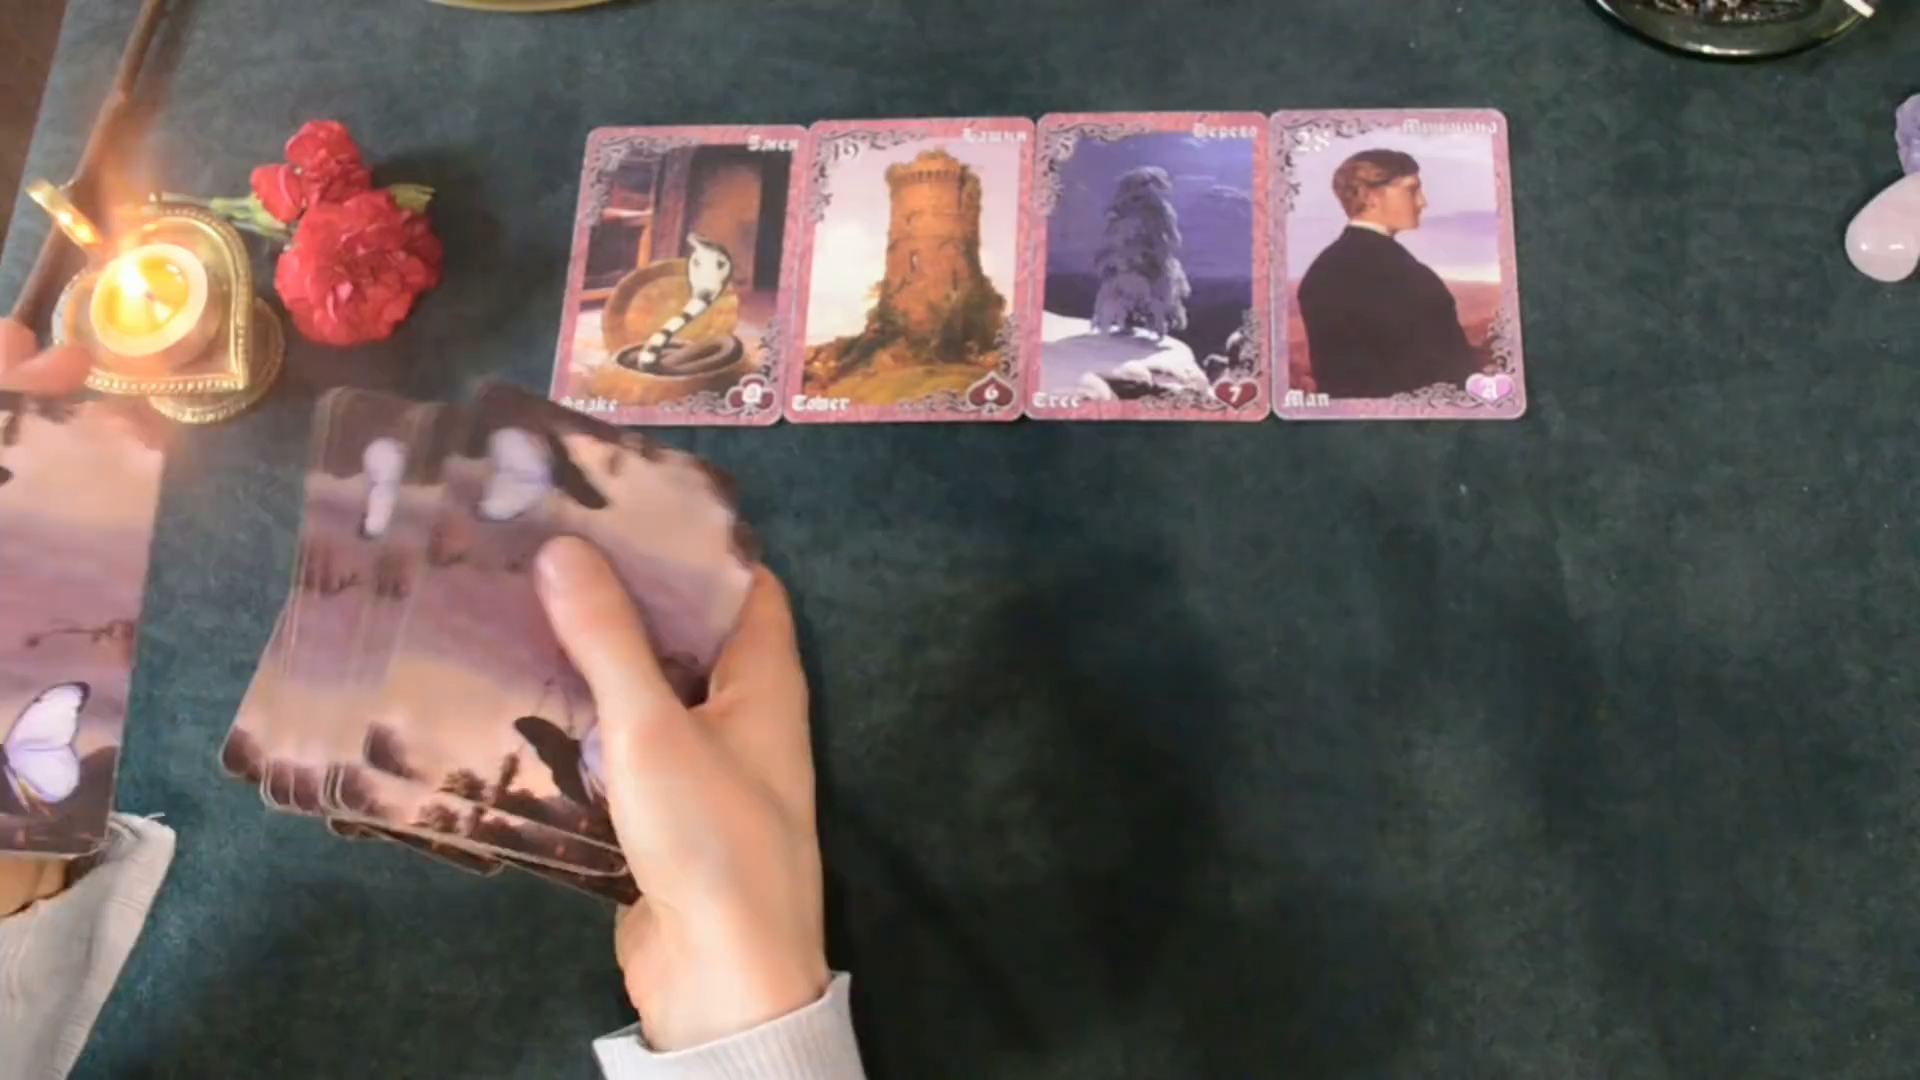 Змея
19 Башня
Дерево
28 Мужчина
Snake
Tower 6
Tree 7
Man